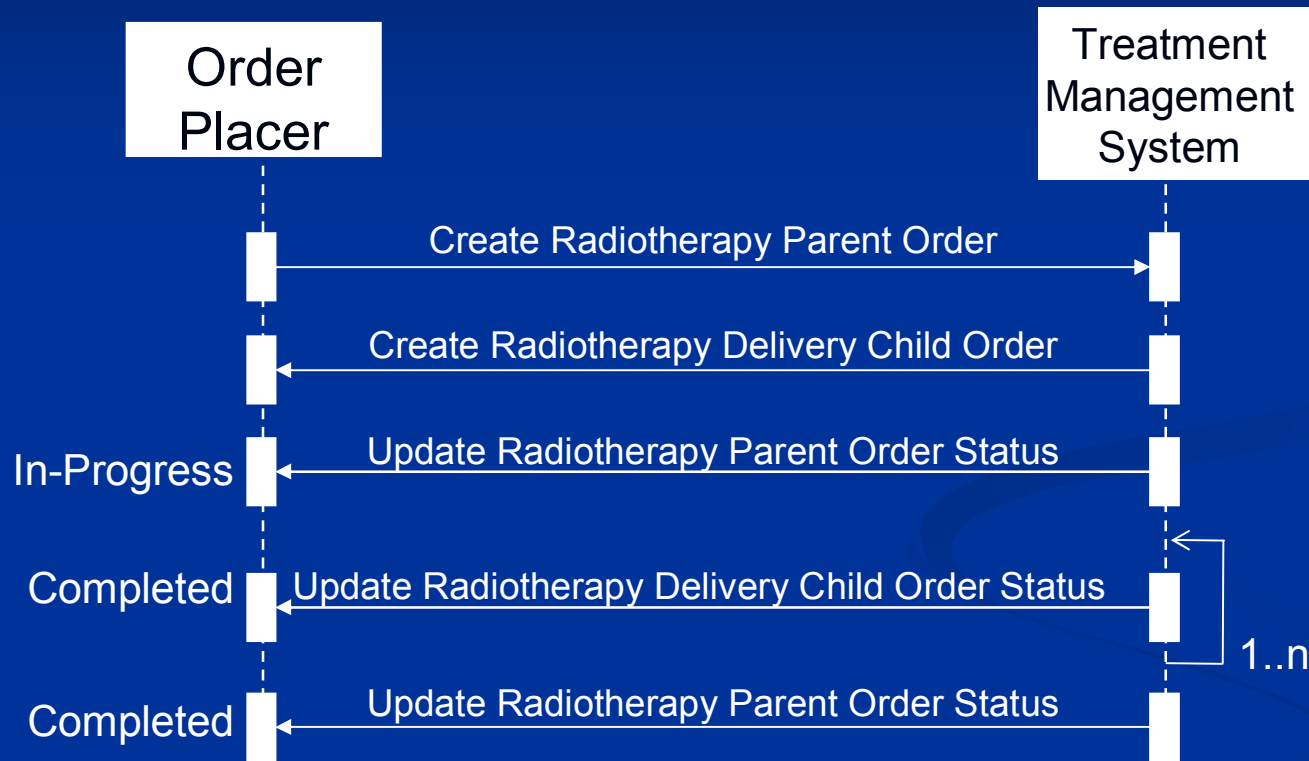 Order
Placer
Treatment
Management
System
Create Radiotherapy Parent Order
Create Radiotherapy Delivery Child Order
In-Progress
Update Radiotherapy Parent Order Status
Completed
Update Radiotherapy Delivery Child Order Status
1..n
Completed
Update Radiotherapy Parent Order Status